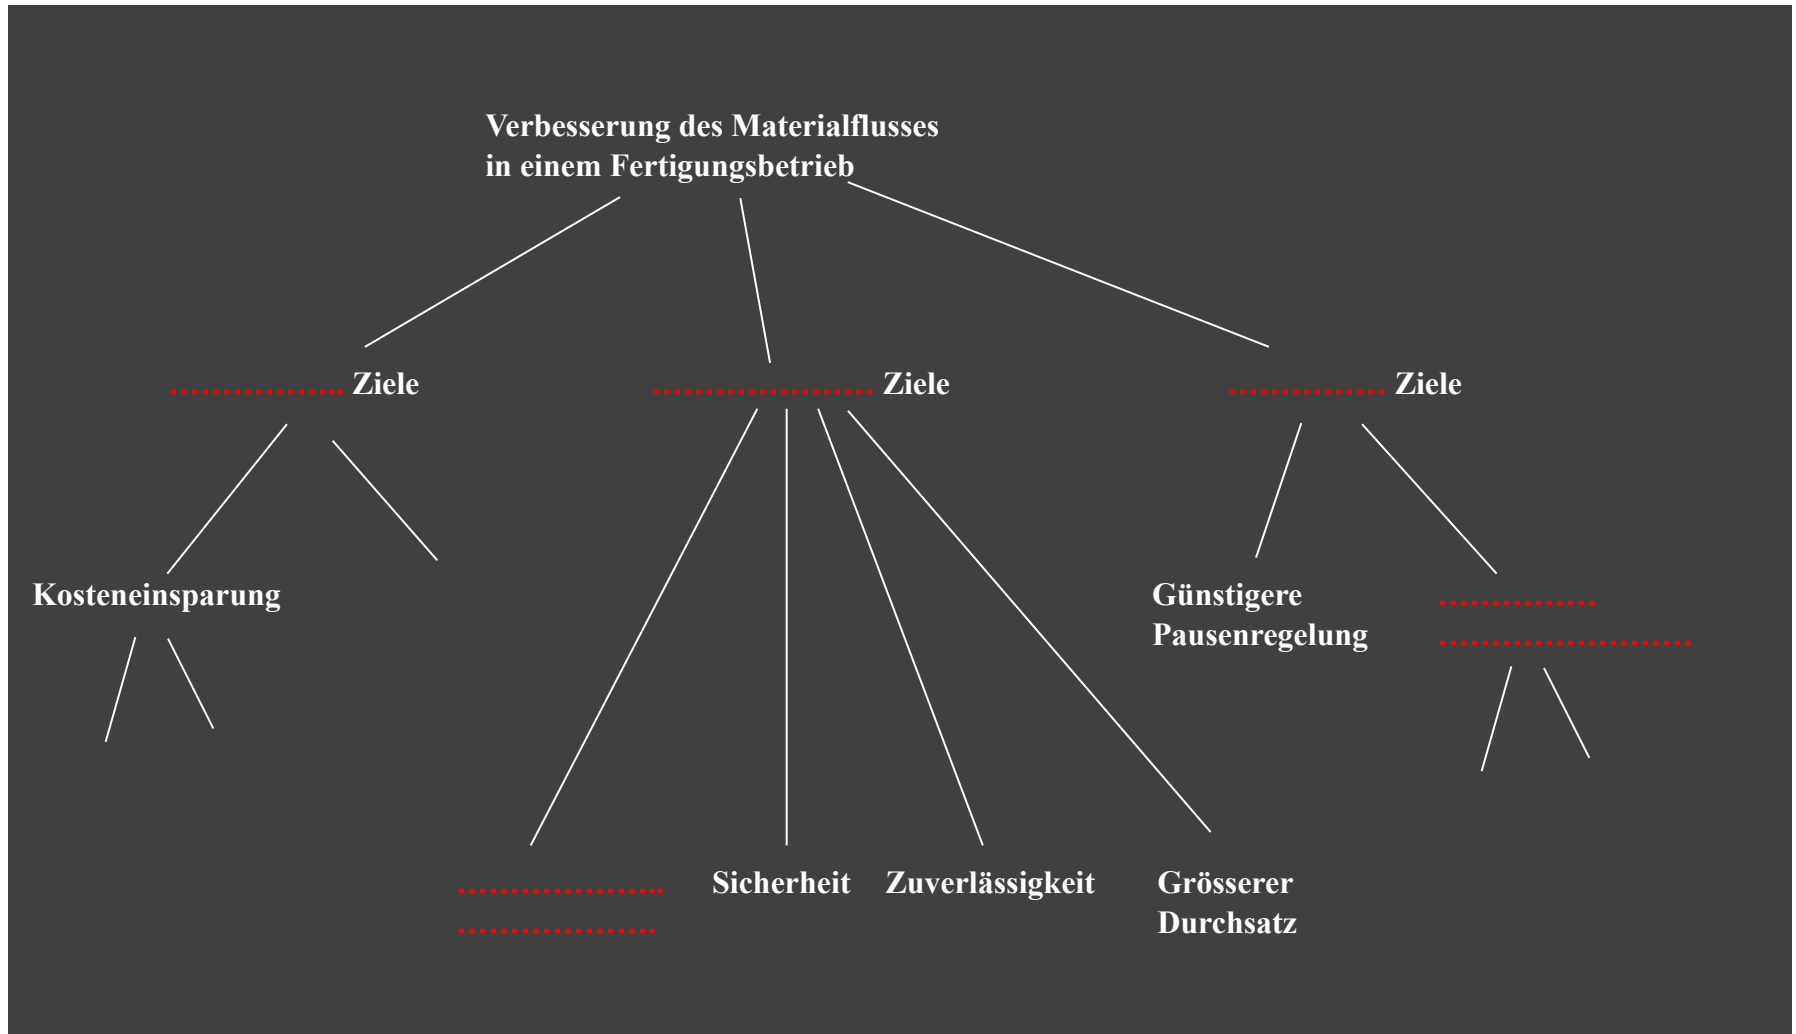 Verbesserung des Materialflusses
in einem Fertigungsbetrieb
…………….. Ziele
………………… Ziele
…………… Ziele
Kosteneinsparung
Günstigere
Pausenregelung
……………
……………………
………………..
……………….
Sicherheit
Zuverlässigkeit
Grösserer
Durchsatz